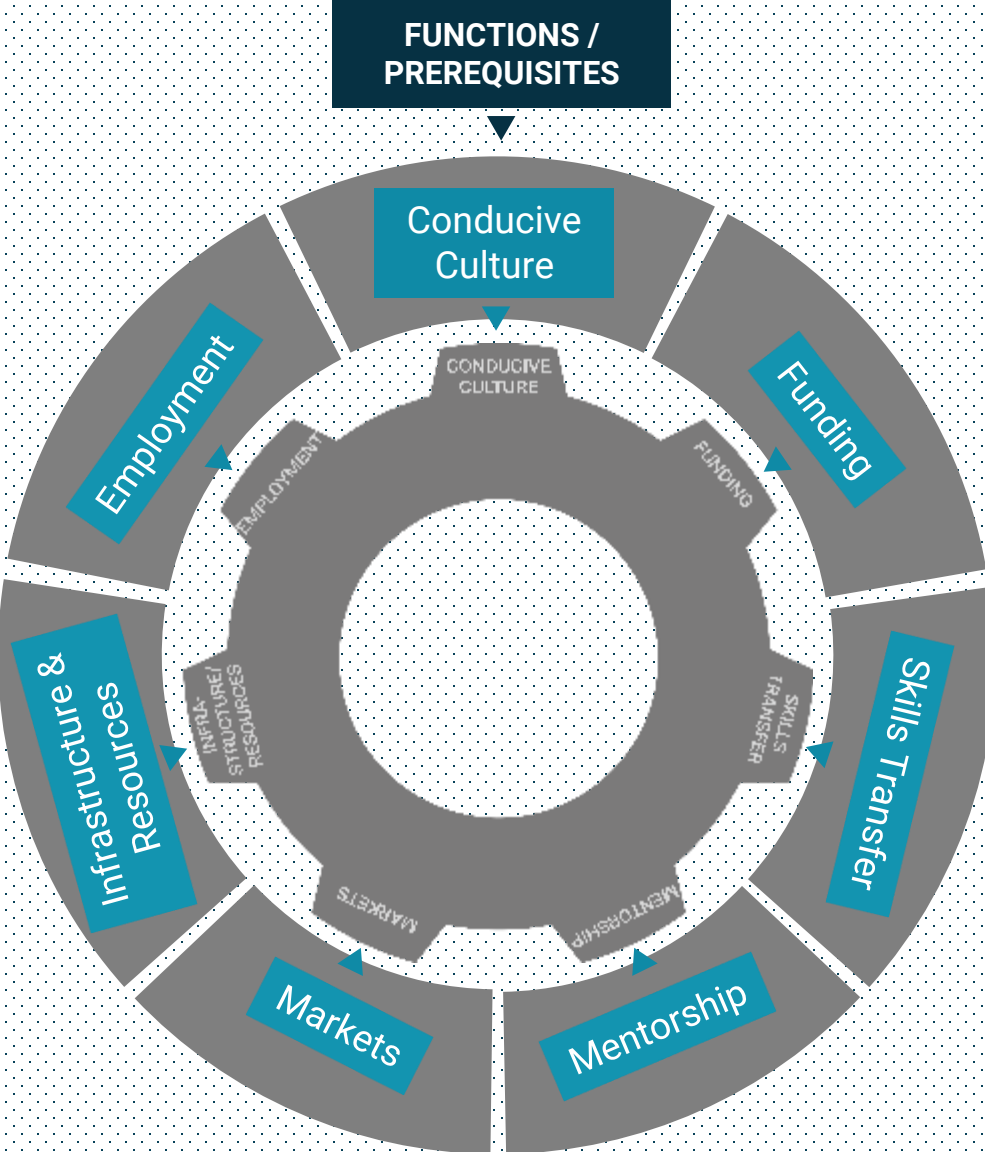 FUNCTIONS /
PREREQUISITES
Conducive
Culture
Funding
Skills Transfer
Mentorship
Markets
Infrastructure &
Resources
Employment
CONDUCIVE
CULTURE
FUNDING
SKILLS
TRANSFER
MENTORSHIP
MARKETS
INFRA-
STRUCTURE/
RESOURCES
EMPLOYMENT